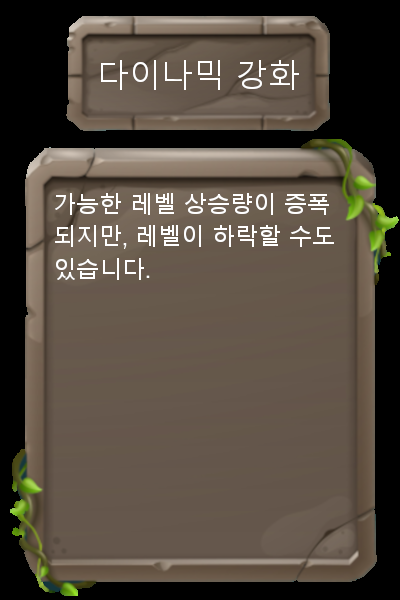 다이나믹 강화
가능한 레벨 상승량이 증폭
되지만, 레벨이 하락할 수도
있습니다.